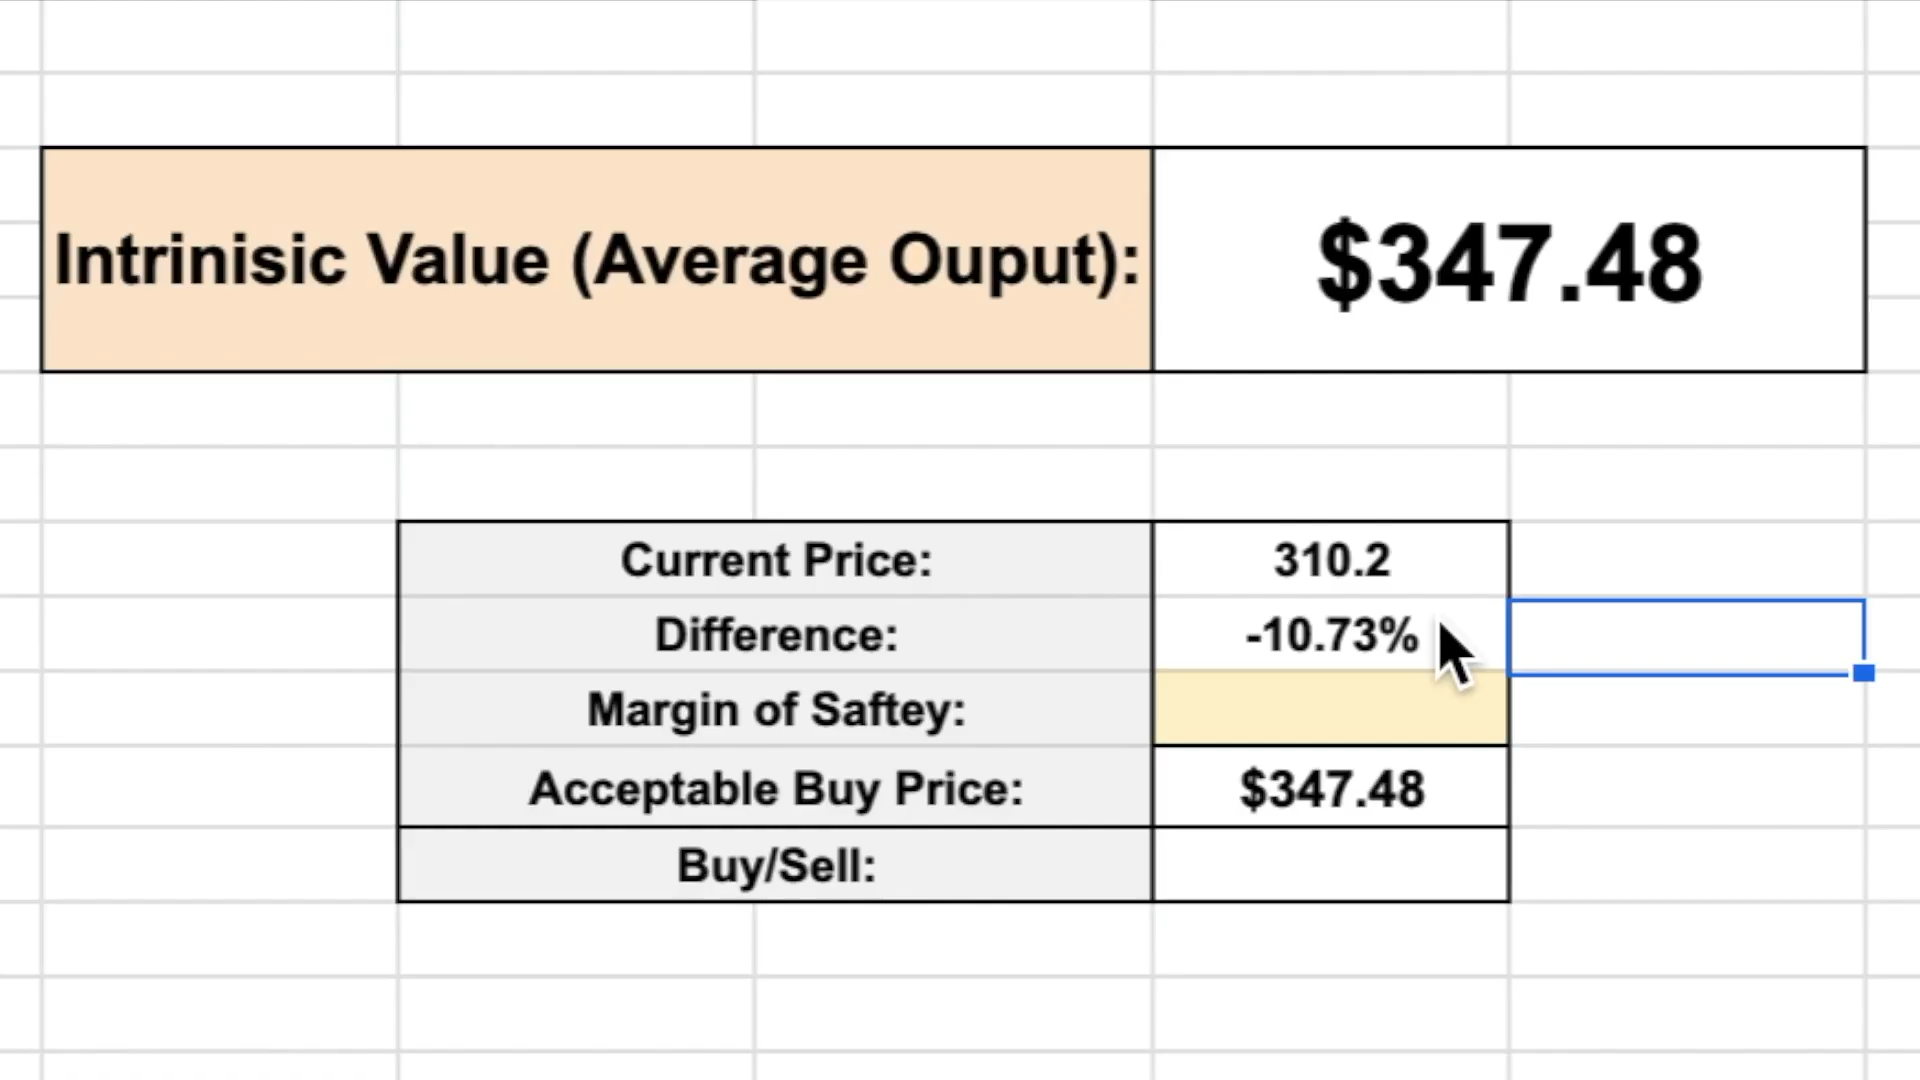 Intrinisic Value (Average Ouput): $347.48
Current Price: 310.2
Difference: -10.73%
Margin of Saftey:
Acceptable Buy Price: $347.48
Buy/Sell: